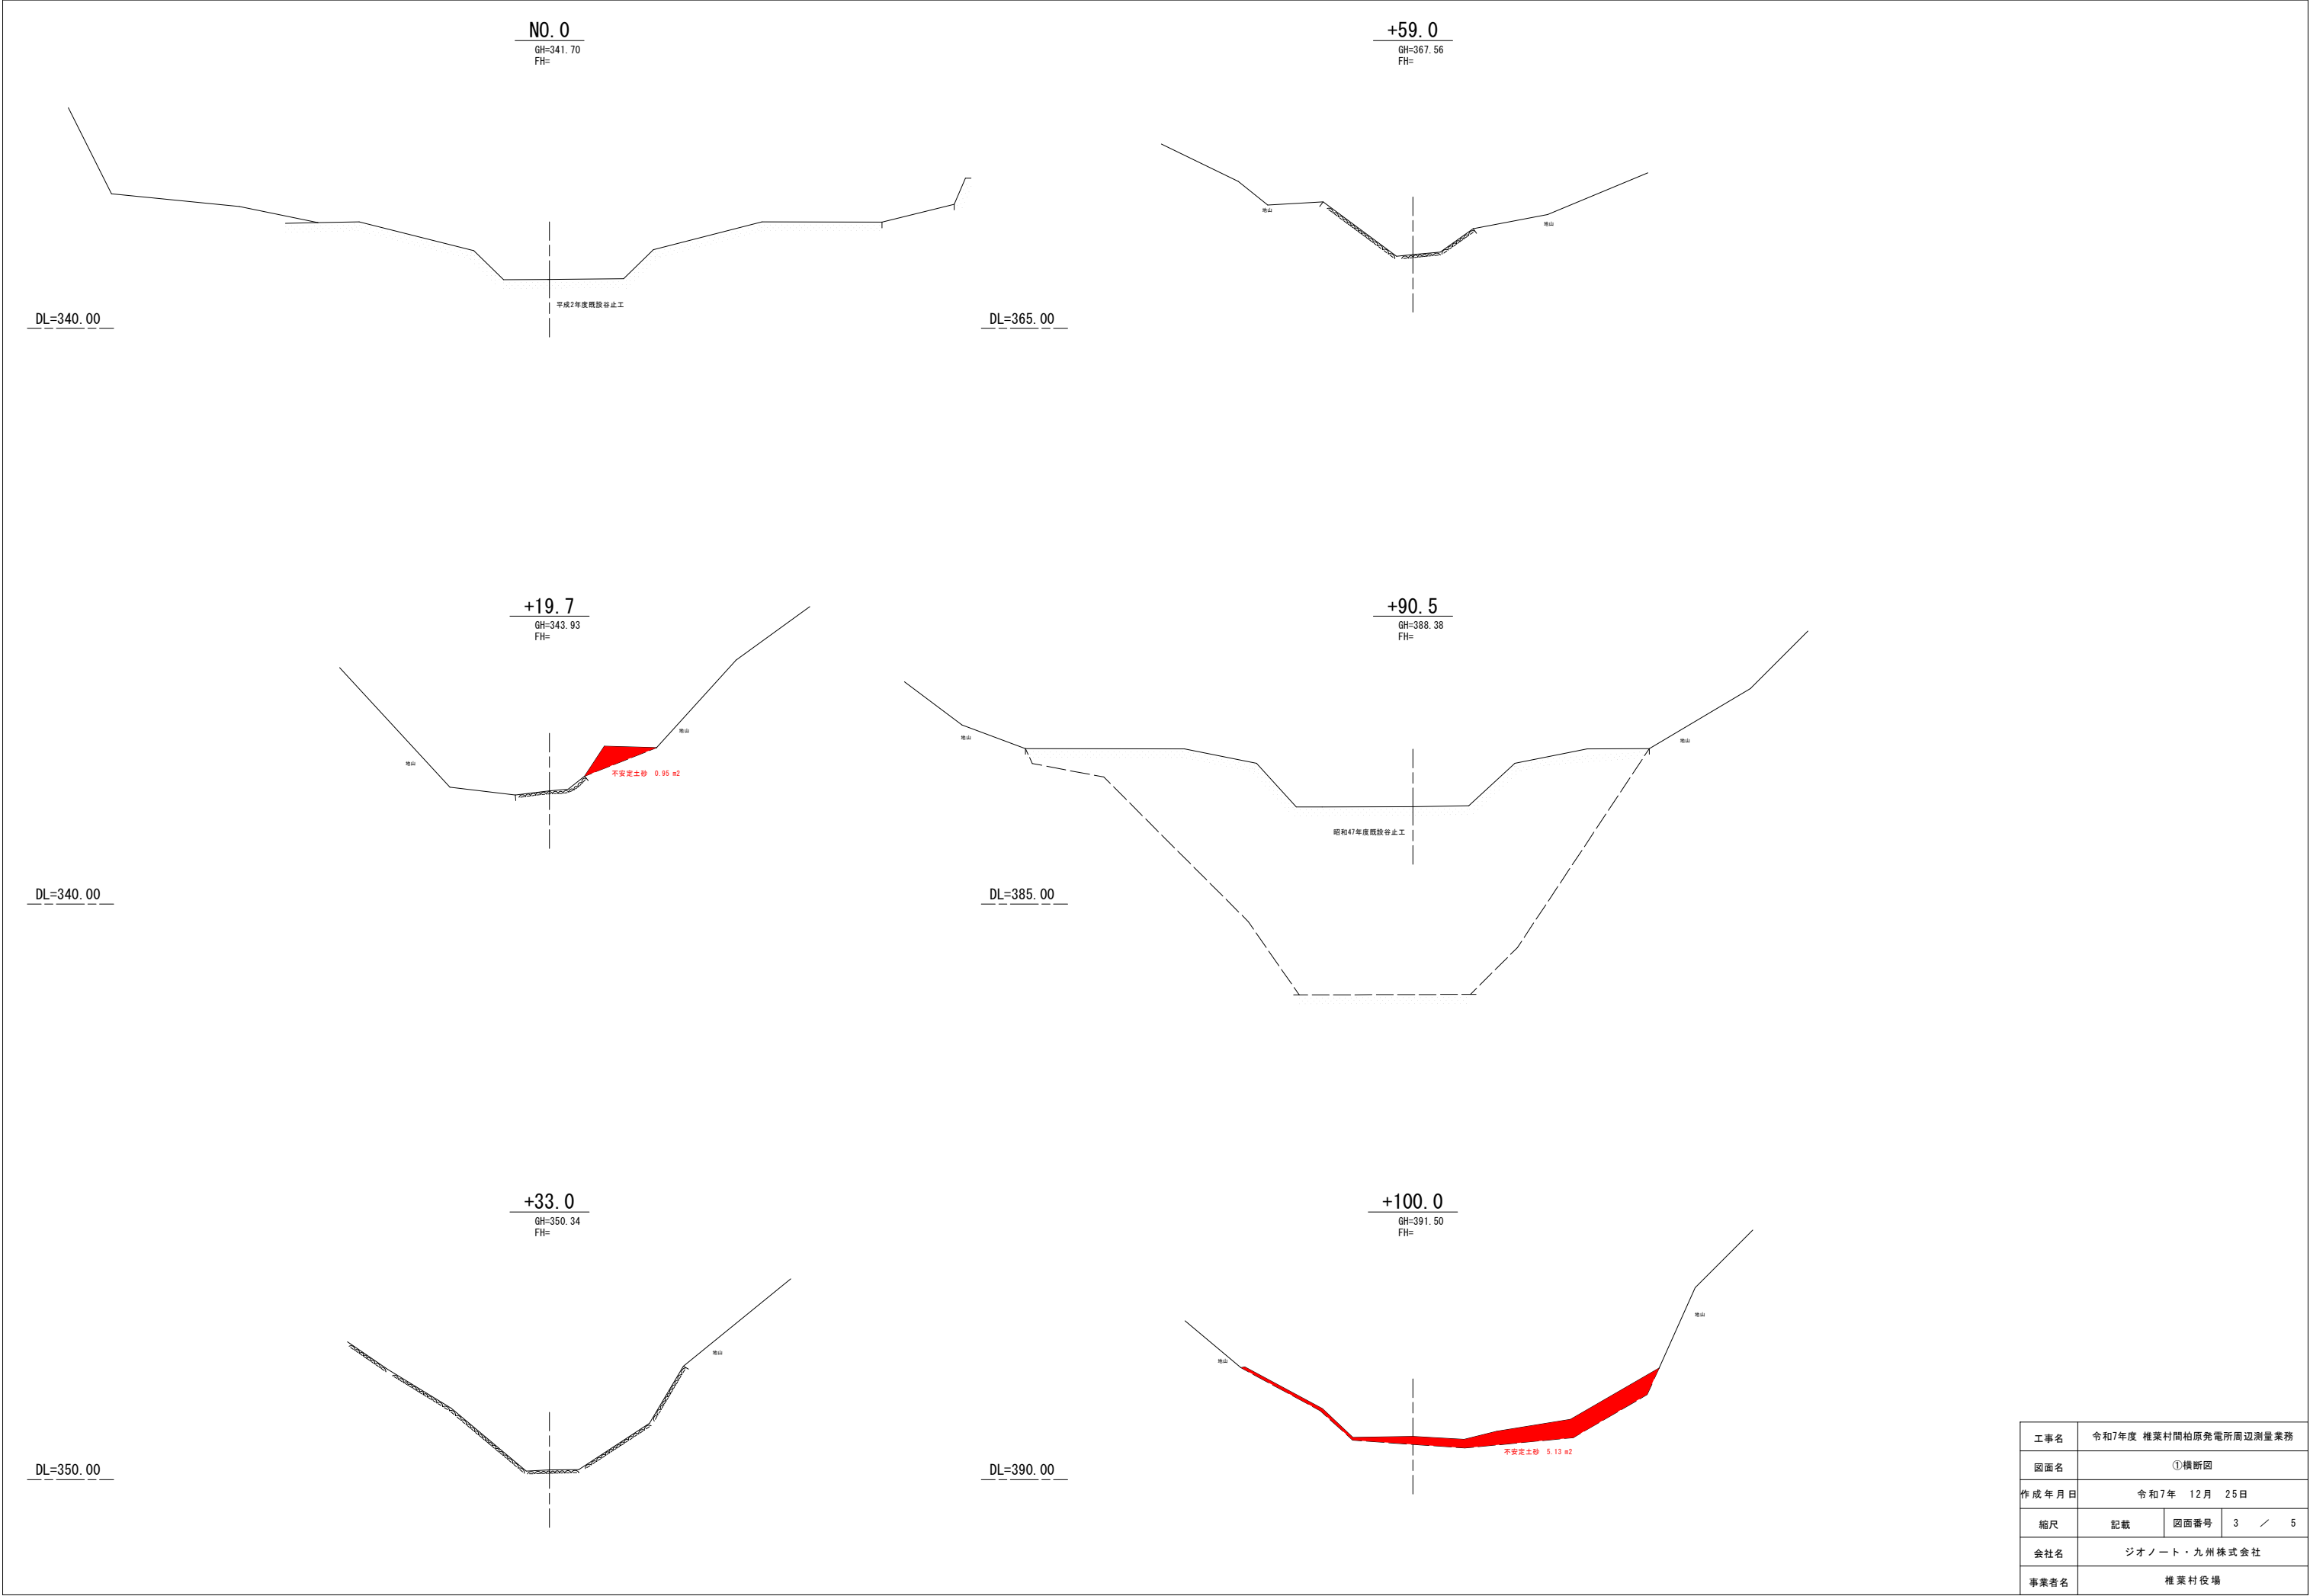 NO. 0
GH=341. 70
FH=
平成2年度既設谷止工
DL=340. 00
+59. 0
GH=367. 56
FH=
地山
地山
DL=365. 00
+19. 7
GH=343. 93
FH=
地山
地山
不安定土砂 0.95 m2
DL=340. 00
+90. 5
GH=388. 38
FH=
地山
地山
昭和47年度既設谷止工
DL=385. 00
+33. 0
GH=350. 34
FH=
地山
DL=350. 00
+100. 0
GH=391. 50
FH=
地山
地山
不安定土砂 5.13 m2
DL=390. 00
工事名 令和7年度 椎葉村間柏原発電所周辺測量業務
図面名 ①横断図
作成年月日 令和7年 12月 25日
縮尺 記載 図面番号 3 ／ 5
会社名 ジオノート・九州株式会社
事業者名 椎葉村役場